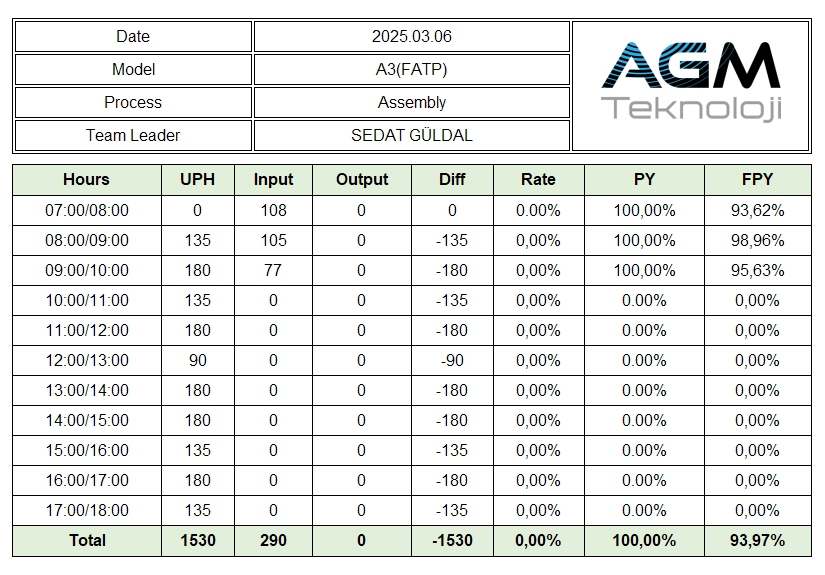 Date 2025.03.06
Model A3(FATP)
Process Assembly
Team Leader SEDAT GÜLDAL
AGM
Teknoloji
Hours UPH Input Output Diff Rate PY FPY
07:00/08:00 0 108 0 0 0.00% 100,00% 93,62%
08:00/09:00 135 105 0 -135 0,00% 100,00% 98,96%
09:00/10:00 180 77 0 -180 0,00% 100,00% 95,63%
10:00/11:00 135 0 0 -135 0,00% 0.00% 0,00%
11:00/12:00 180 0 0 -180 0,00% 0.00% 0,00%
12:00/13:00 90 0 0 -90 0,00% 0.00% 0,00%
13:00/14:00 180 0 0 -180 0,00% 0.00% 0,00%
14:00/15:00 180 0 0 -180 0,00% 0.00% 0,00%
15:00/16:00 135 0 0 -135 0,00% 0.00% 0,00%
16:00/17:00 180 0 0 -180 0,00% 0.00% 0,00%
17:00/18:00 135 0 0 -135 0,00% 0.00% 0,00%
Total 1530 290 0 -1530 0,00% 100,00% 93,97%